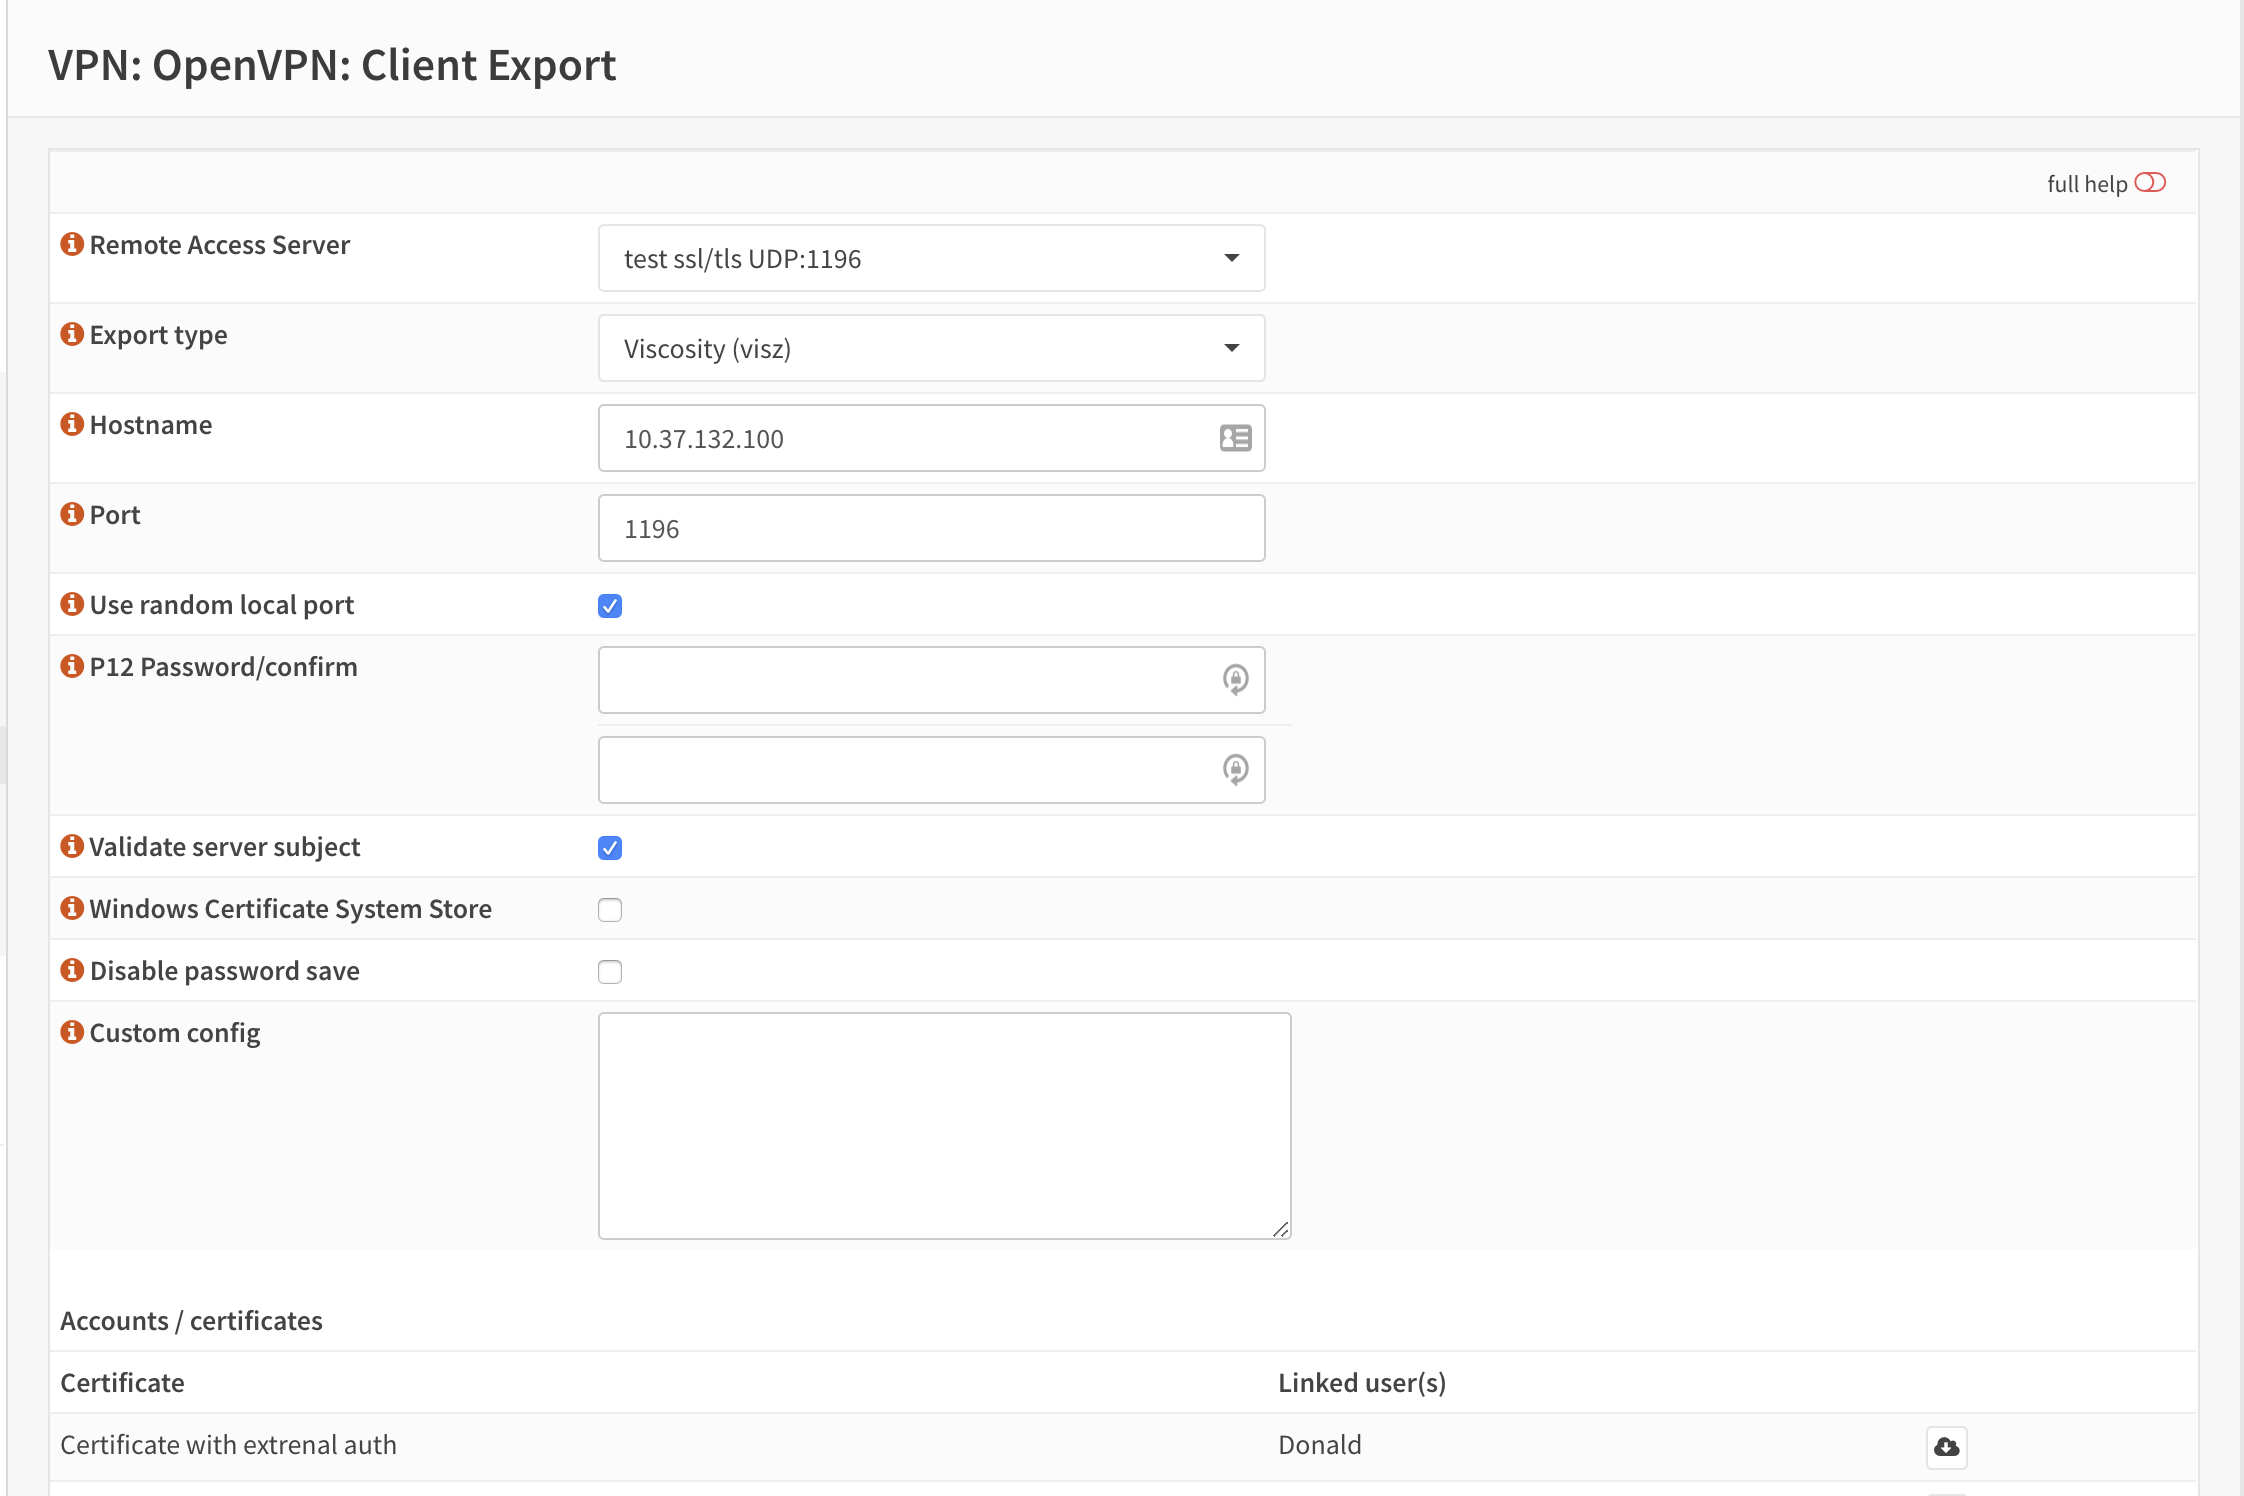 VPN: OpenVPN: Client Export
full help
Remote Access Server
test ssl/tls UDP:1196
Export type
Viscosity (visz)
Hostname
10.37.132.100
Port
1196
Use random local port
P12 Password/confirm
Validate server subject
Windows Certificate System Store
Disable password save
Custom config
Accounts / certificates
Certificate Linked user(s)
Certificate with extrenal auth Donald